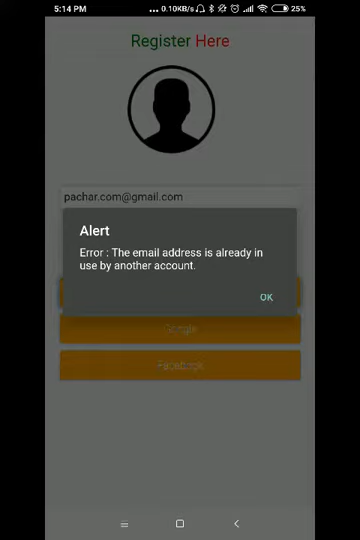 5:14 PM ... 0.10KB/s 25%
Register Here
pachar.com@gmail.com
Alert
Error : The email address is already in
use by another account.
OK
Google
Facebook